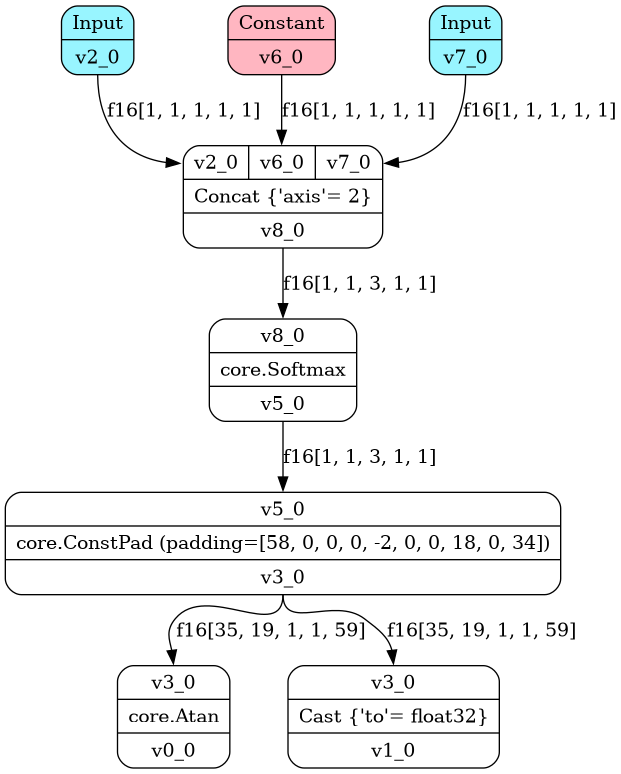 Input
v2_0
Constant
v6_0
Input
v7_0
f16[1, 1, 1, 1, 1]
f16[1, 1, 1, 1, 1]
f16[1, 1, 1, 1, 1]
v2_0 v6_0 v7_0
Concat {'axis'= 2}
v8_0
f16[1, 1, 3, 1, 1]
v8_0
core.Softmax
v5_0
f16[1, 1, 3, 1, 1]
v5_0
core.ConstPad (padding=[58, 0, 0, 0, -2, 0, 0, 18, 0, 34])
v3_0
f16[35, 19, 1, 1, 59]
f16[35, 19, 1, 1, 59]
v3_0
core.Atan
v0_0
v3_0
Cast {'to'= float32}
v1_0